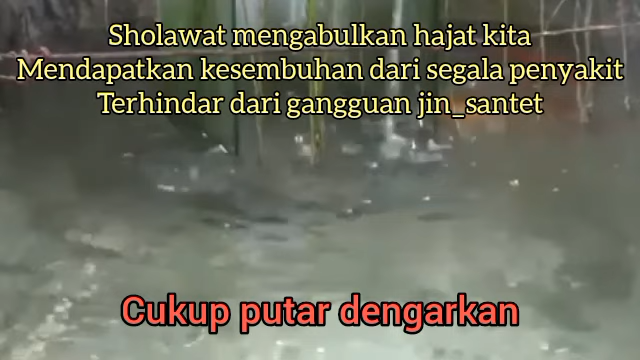 Sholawat mengabulkan hajat kita
Mendapatkan kesembuhan dari segala penyakit
Terhindar dari gangguan jin_santet
Cukup putar dengarkan